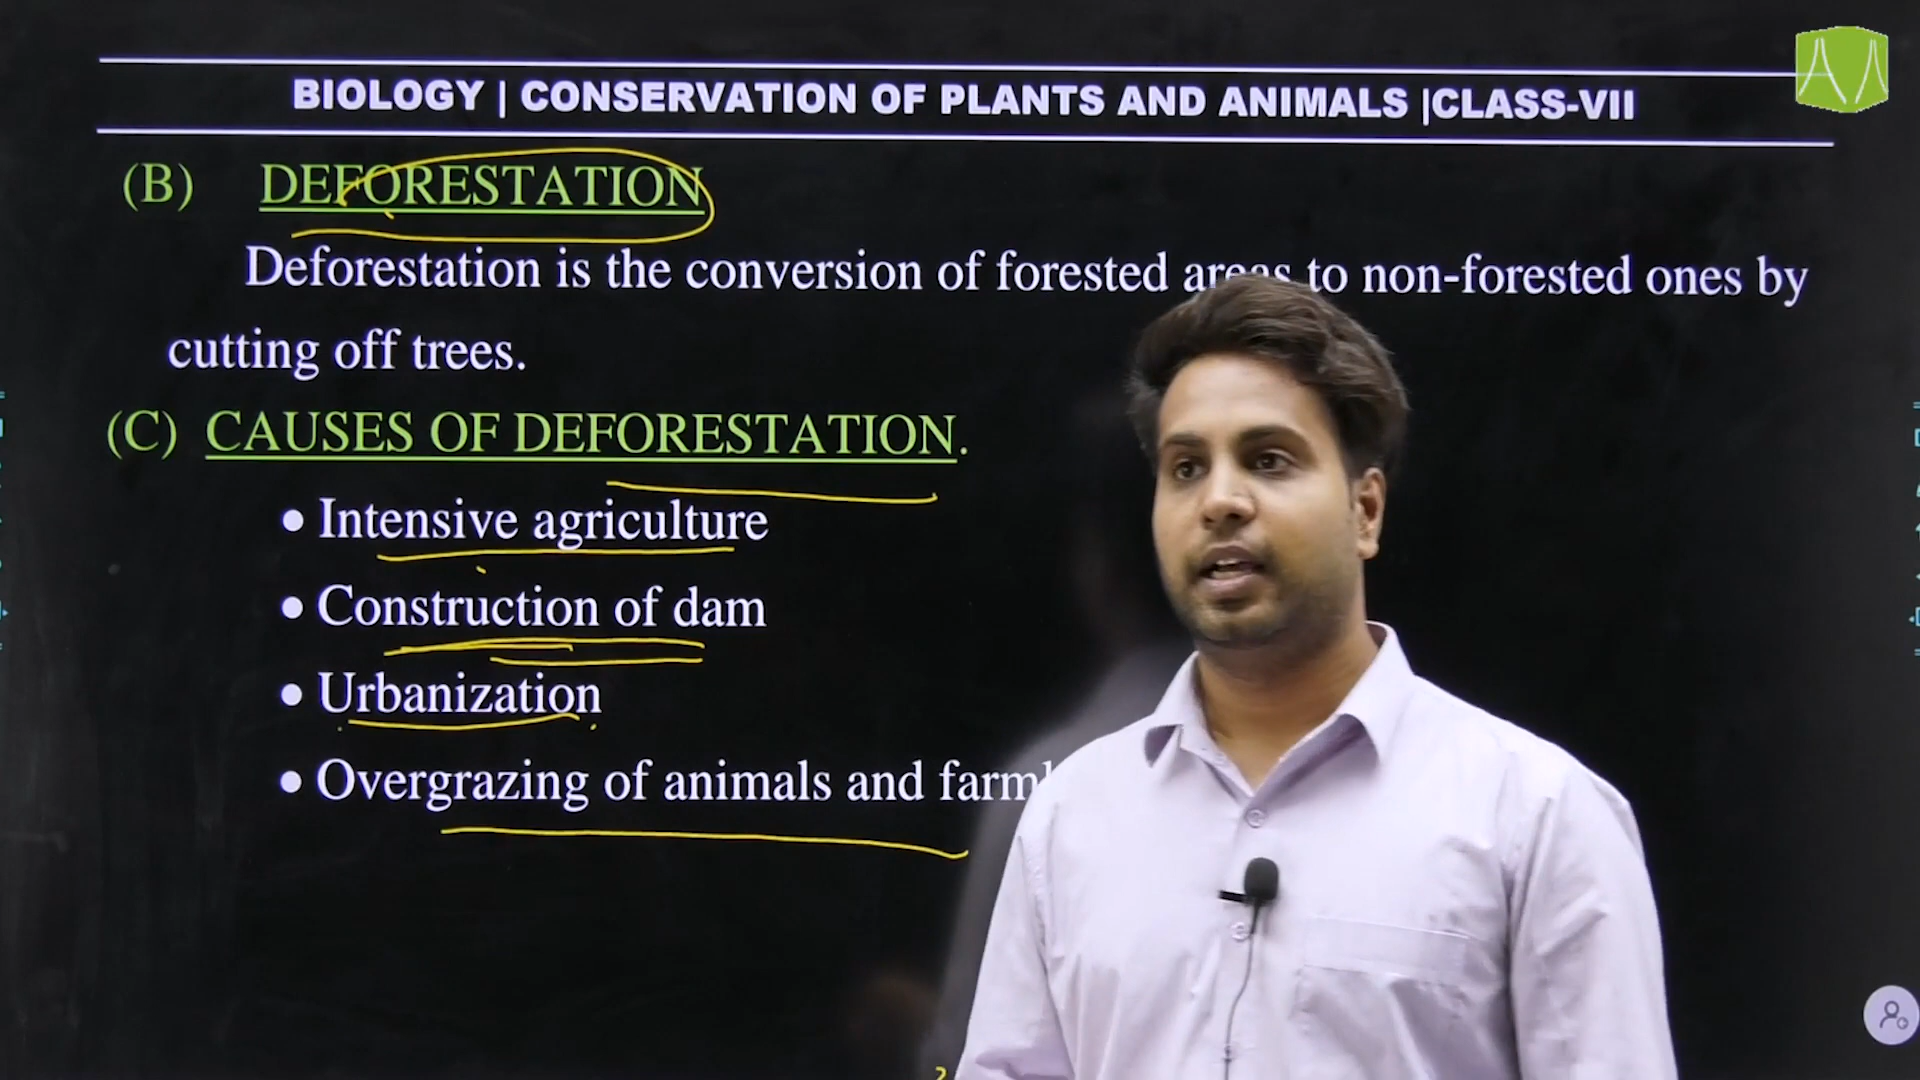 BIOLOGY | CONSERVATION OF PLANTS AND ANIMALS |CLASS-VII
(B) DEFORESTATION
Deforestation is the conversion of forested areas to non-forested ones by
cutting off trees.
(C) CAUSES OF DEFORESTATION.
• Intensive agriculture
• Construction of dam
• Urbanization
• Overgrazing of animals and